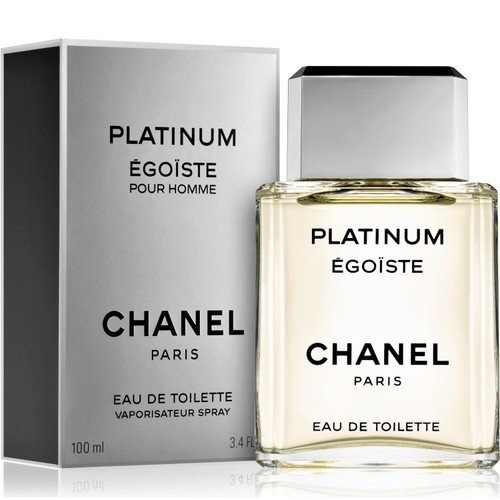 PLATINUM
ÉGOÏSTE
POUR HOMME
CHANEL
PARIS
EAU DE TOILETTE
VAPORISATEUR SPRAY
100 ml
3.4
PLATINUM
ÉGOÏSTE
CHANEL
PARIS
EAU DE TOILETTE